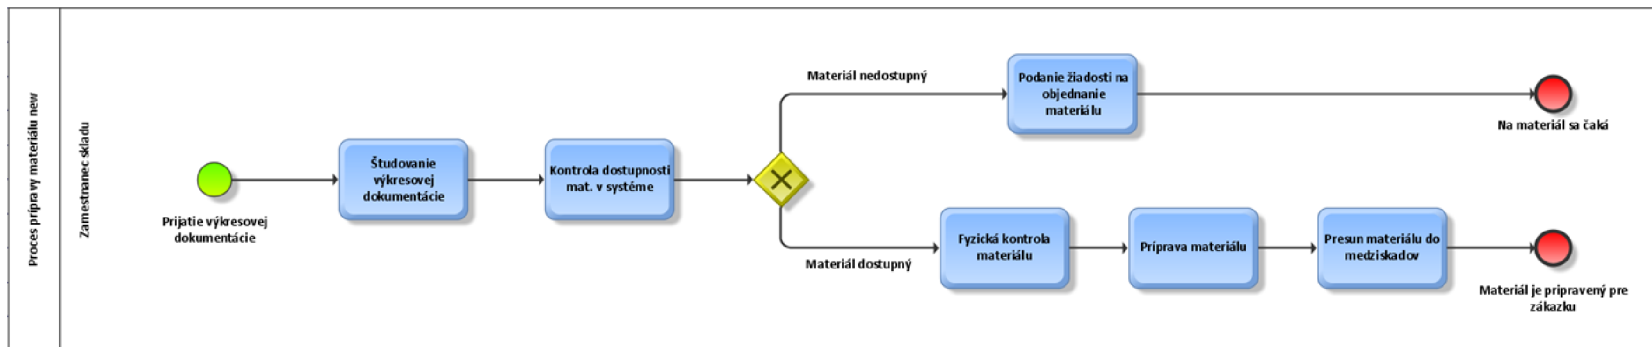 Proces prípravy materiálu new
Zamestnanec skladu
Prijatie výkresovej
dokumentácie
Študovanie
výkresovej
dokumentácie
Kontrola dostupnosti
mat. v systéme
Materiál nedostupný
Podanie žiadosti na
objednanie
materiálu
Na materiál sa čaká
Materiál dostupný
Fyzická kontrola
materiálu
Príprava materiálu
Presun materiálu do
medziskadov
Materiál je pripravený pre
zákazku